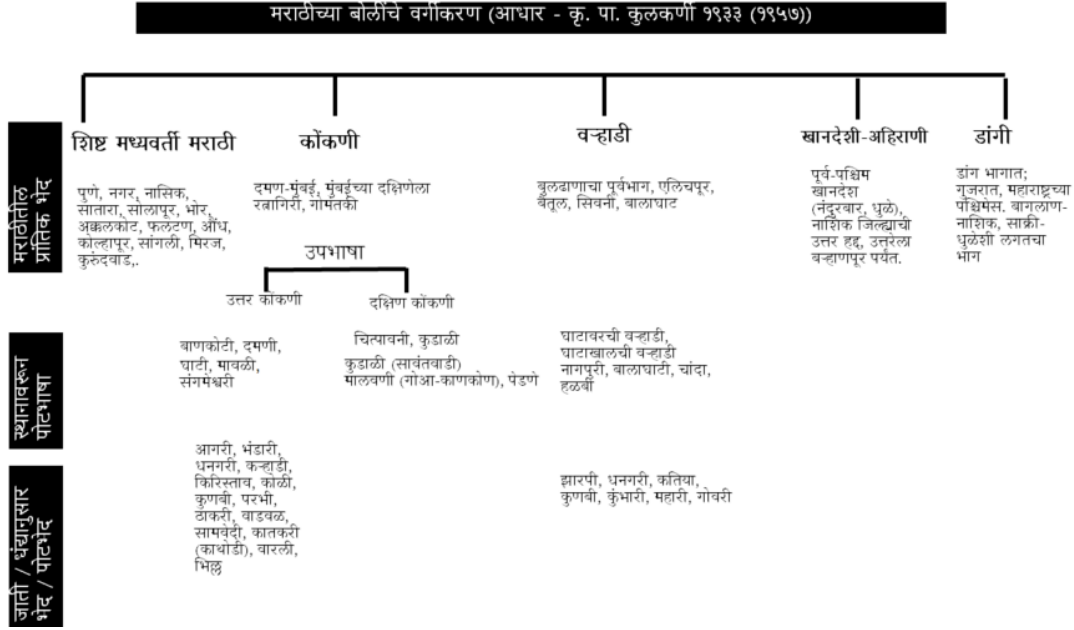 मराठीच्या बोलींचे वर्गीकरण (आधार - कृ. पा. कुलकर्णी १९३३ (१९५७))
मराठीतील
प्रांतिक भेद
शिष्ट मध्यवर्ती मराठी
पुणे, नगर, नासिक,
सातारा, सोलापूर, भोर,
अक्कलकोट, फलटण, औंध,
कोल्हापूर, सांगली, मिरज,
कुरुंदवाड,.
कोंकणी
दमण-मुंबई, मुंबईच्या दक्षिणेला
रत्नागिरी, गोमंतकी
वऱ्हाडी
बुलढाणाचा पूर्वभाग, एलिचपूर,
बैतूल, सिवनी, बालाघाट
खानदेशी-अहिराणी
पूर्व-पश्चिम
खानदेश
(नंदुरबार, धुळे),
नाशिक जिल्ह्याची
उत्तर हद्द, उत्तरेला
बऱ्हाणपूर पर्यंत.
डांगी
डांग भागात;
गुजरात, महाराष्ट्रच्या
पश्चिमेस. बागलाण-
नाशिक, साक्री-
धुळेशी लगतचा
भाग
उपभाषा
उत्तर कोंकणी
दक्षिण कोंकणी
स्थानावरून
पोटभाषा
बाणकोटी, दमणी,
घाटी, मावळी,
संगमेश्वरी
चित्पावनी, कुडाळी
कुडाळी (सावंतवाडी)
मालवणी (गोआ-काणकोण), पेडणे
घाटावरची वऱ्हाडी,
घाटाखालची वऱ्हाडी
नागपुरी, बालाघाटी, चांदा,
हळबी
जाती / धंद्यानुसार
भेद / पोटभेद
आगरी, भंडारी,
धनगरी, कऱ्हाडी,
किरिस्ताव, कोळी,
कुणबी, परभी,
ठाकरी, वाडवळ,
सामवेदी, कातकरी
(काथोडी), वारली,
भिल्ल
झारपी, धनगरी, कतिया,
कुणबी, कुंभारी, महारी, गोवरी